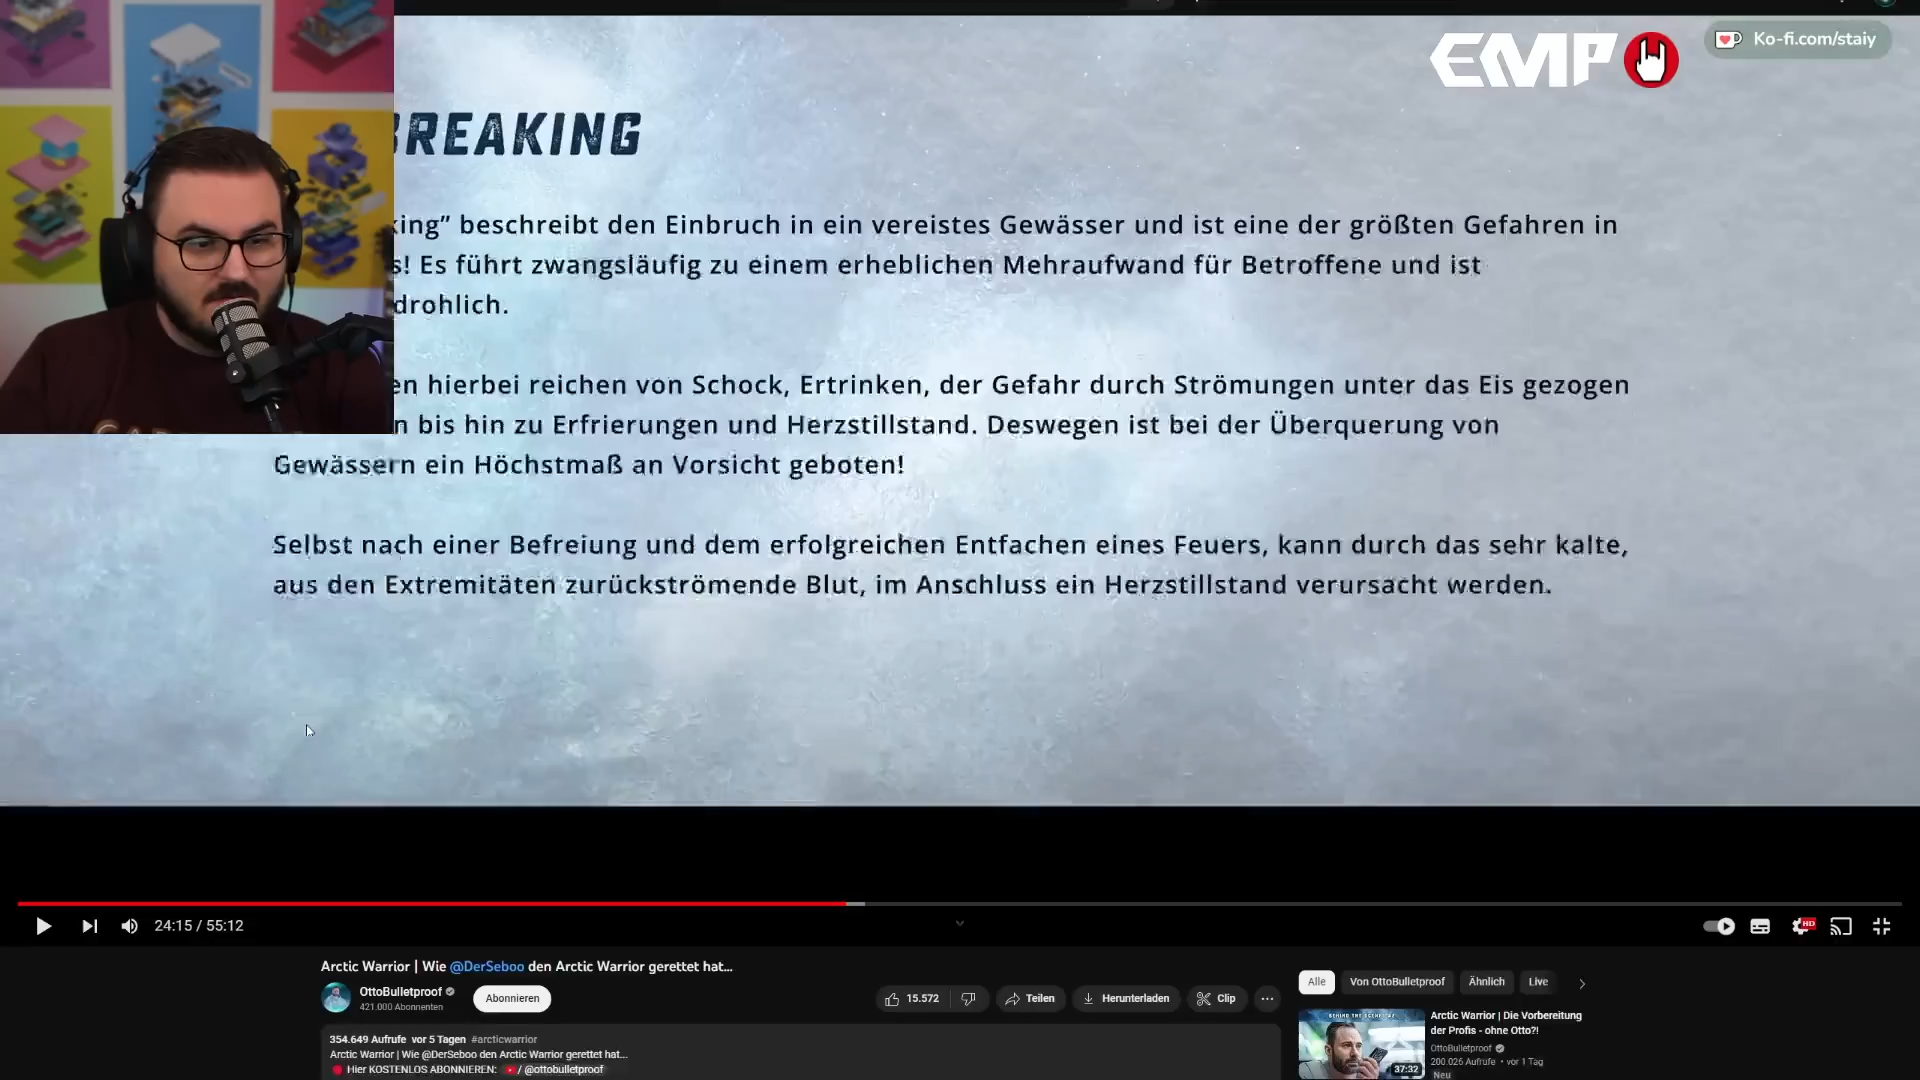 EMP
Ko-fi.com/staiy
BREAKING
king” beschreibt den Einbruch in ein vereistes Gewässer und ist eine der größten Gefahren in
s! Es führt zwangsläufig zu einem erheblichen Mehraufwand für Betroffene und ist
drohlich.
en hierbei reichen von Schock, Ertrinken, der Gefahr durch Strömungen unter das Eis gezogen
n bis hin zu Erfrierungen und Herzstillstand. Deswegen ist bei der Überquerung von
Gewässern ein Höchstmaß an Vorsicht geboten!
Selbst nach einer Befreiung und dem erfolgreichen Entfachen eines Feuers, kann durch das sehr kalte,
aus den Extremitäten zurückströmende Blut, im Anschluss ein Herzstillstand verursacht werden.
24:15 / 55:12
HD
Arctic Warrior | Wie @DerSeboo den Arctic Warrior gerettet hat...
OttoBulletproof
421.000 Abonnenten
Abonnieren
15.572
Teilen
Herunterladen
Clip
354.649 Aufrufe vor 5 Tagen #arcticwarrior
Arctic Warrior | Wie @DerSeboo den Arctic Warrior gerettet hat...
Hier KOSTENLOS ABONNIEREN: / @ottobulletproof
Alle
Von OttoBulletproof
Ähnlich
Live
BEHIND THE SCENES #2
37:32
Arctic Warrior | Die Vorbereitung
der Profis - ohne Otto?!
OttoBulletproof
200.026 Aufrufe • vor 1 Tag
Neu